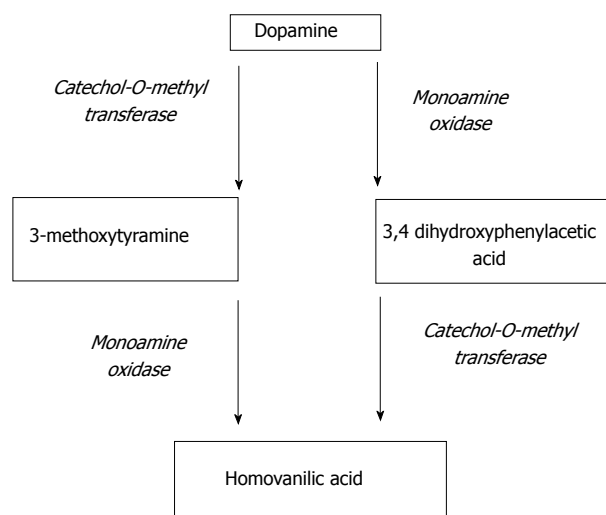 Dopamine
Catechol-O-methyl
transferase
Monoamine
oxidase
3-methoxytyramine
3,4 dihydroxyphenylacetic
acid
Monoamine
oxidase
Catechol-O-methyl
transferase
Homovanilic acid